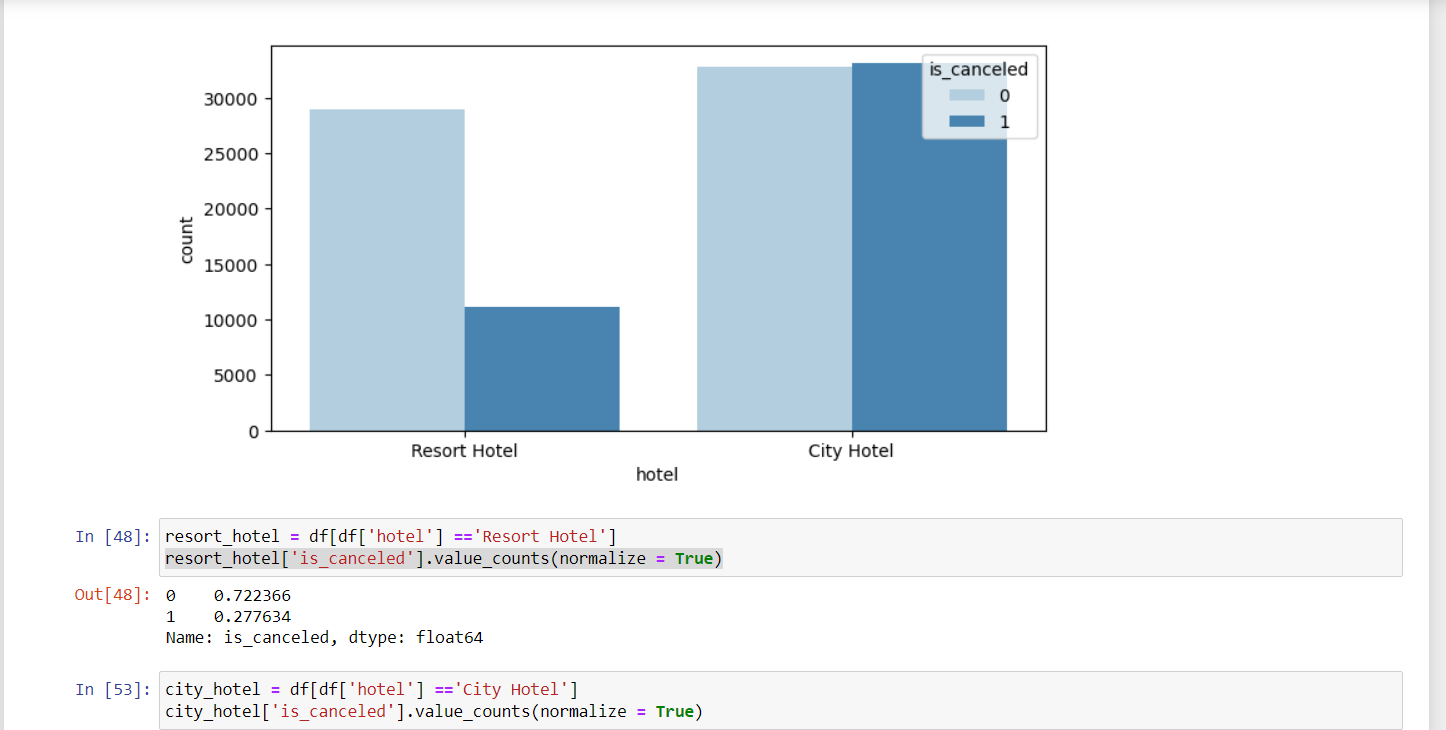 is_canceled
0
1
30000
25000
20000
15000
10000
5000
0
count
Resort Hotel City Hotel
hotel
In [48]: resort_hotel = df[df['hotel'] =='Resort Hotel']
resort_hotel['is_canceled'].value_counts(normalize = True)
Out[48]: 0 0.722366
1 0.277634
Name: is_canceled, dtype: float64
In [53]: city_hotel = df[df['hotel'] =='City Hotel']
city_hotel['is_canceled'].value_counts(normalize = True)